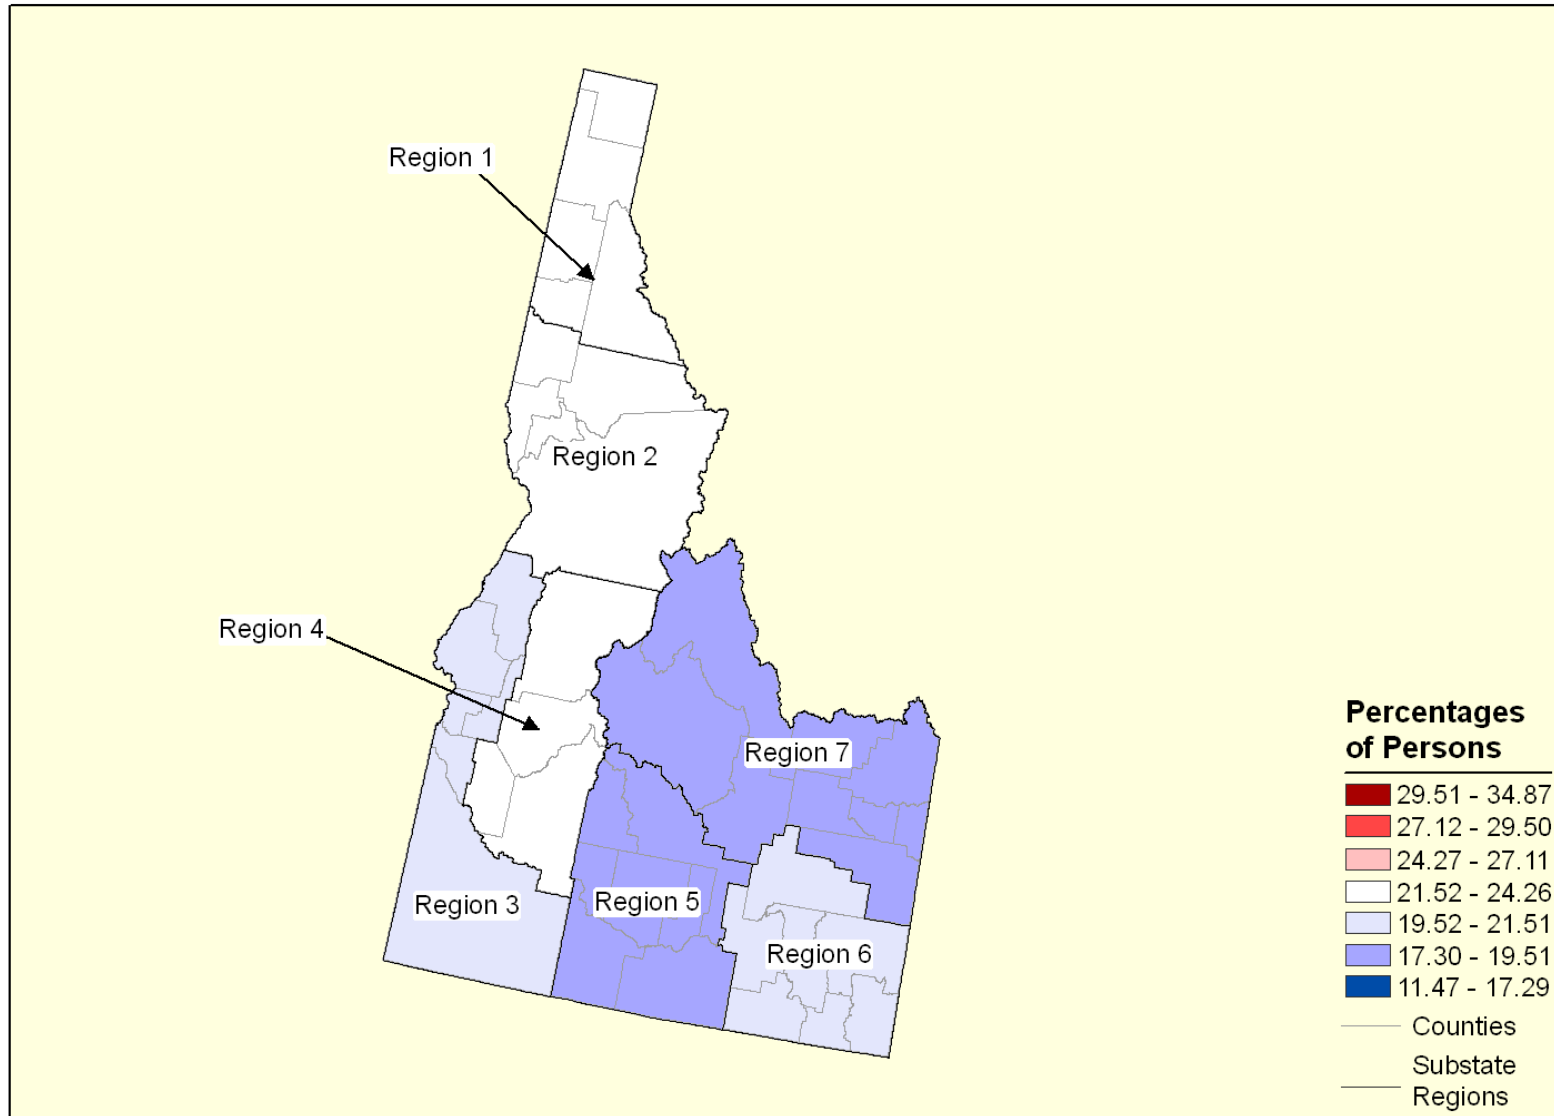 Region 1
Region 2
Region 4
Region 7
Region 5
Region 3
Region 6
Percentages
of Persons
29.51 - 34.87
27.12 - 29.50
24.27 - 27.11
21.52 - 24.26
19.52 - 21.51
17.30 - 19.51
11.47 - 17.29
Counties
Substate
Regions